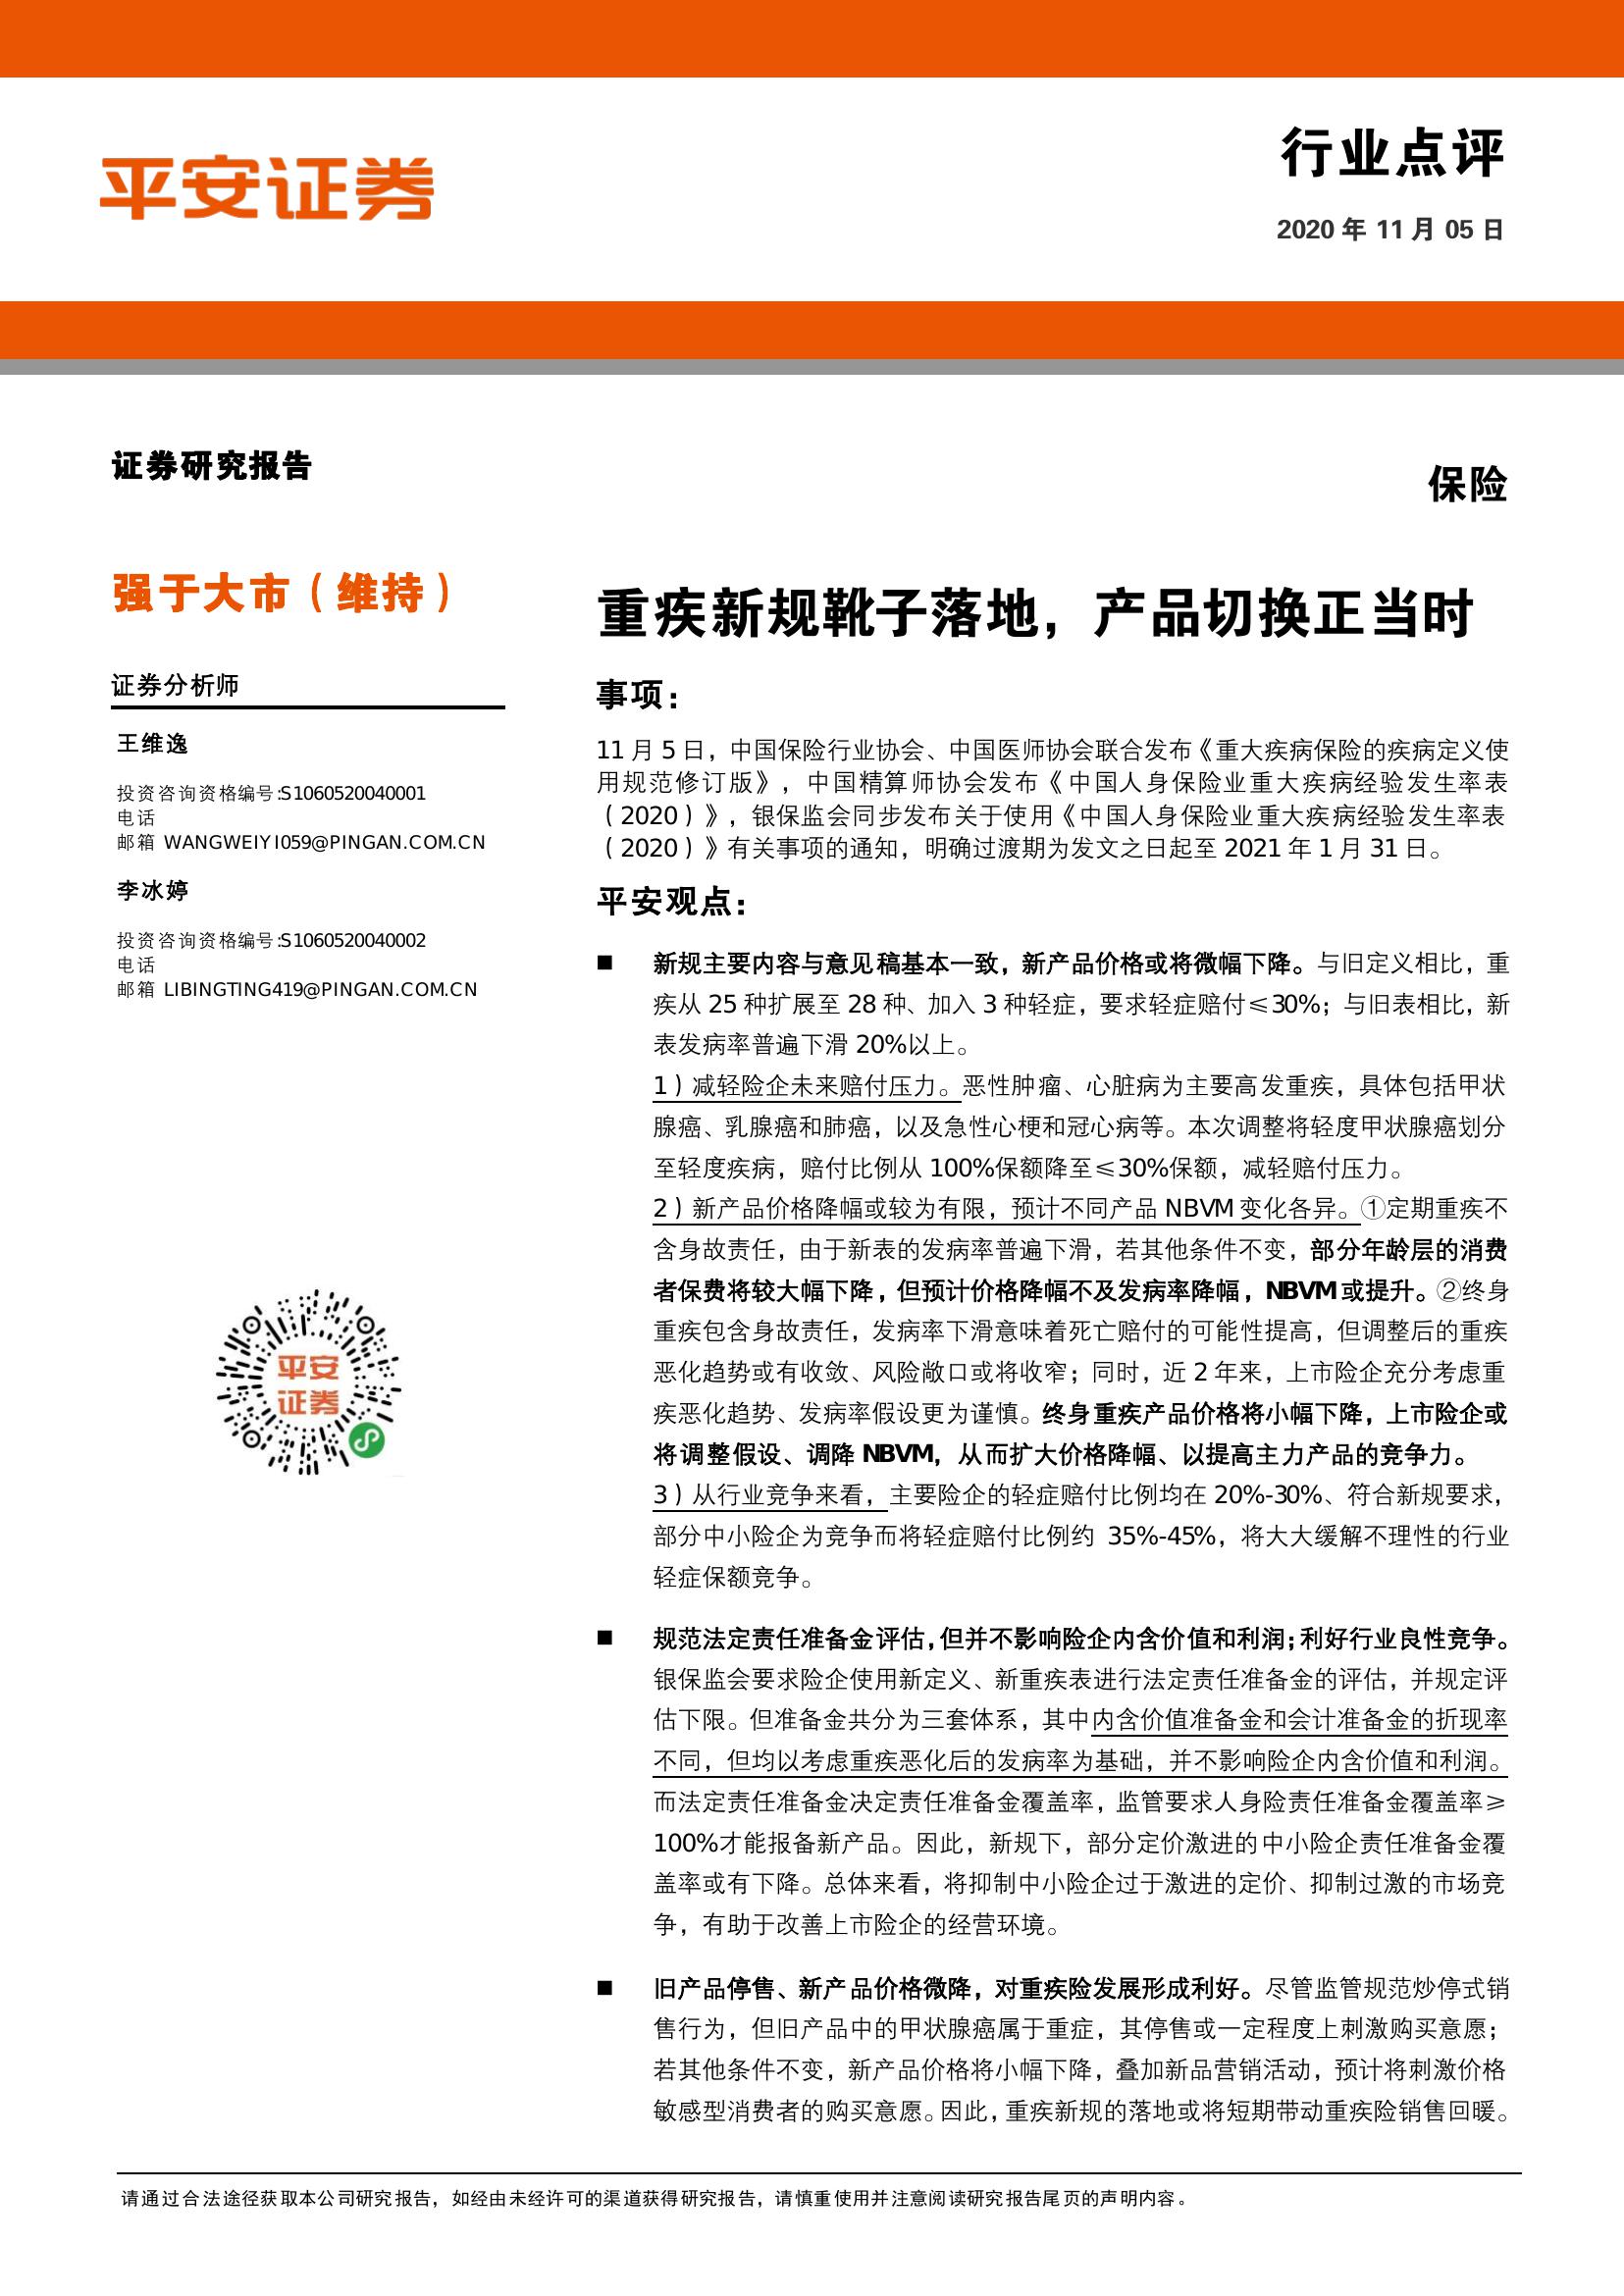 平安证券
行业点评
2020 年 11 月 05 日
证券研究报告
保险
强于大市（维持）
证券分析师
王维逸
投资咨询资格编号:S1060520040001
电话
邮箱 WANGWEIYI059@PINGAN.COM.CN
李冰婷
投资咨询资格编号:S1060520040002
电话
邮箱 LIBINGTING419@PINGAN.COM.CN
平安
证券
重疾新规靴子落地，产品切换正当时
事项：
11 月 5 日，中国保险行业协会、中国医师协会联合发布《重大疾病保险的疾病定义使
用规范修订版》，中国精算师协会发布《中国人身保险业重大疾病经验发生率表
（2020）》，银保监会同步发布关于使用《中国人身保险业重大疾病经验发生率表
（2020）》有关事项的通知，明确过渡期为发文之日起至 2021 年 1 月 31 日。
平安观点：
■ 新规主要内容与意见稿基本一致，新产品价格或将微幅下降。与旧定义相比，重
疾从 25 种扩展至 28 种、加入 3 种轻症，要求轻症赔付≤30%；与旧表相比，新
表发病率普遍下滑 20%以上。
1）减轻险企未来赔付压力。恶性肿瘤、心脏病为主要高发重疾，具体包括甲状
腺癌、乳腺癌和肺癌，以及急性心梗和冠心病等。本次调整将轻度甲状腺癌划分
至轻度疾病，赔付比例从 100%保额降至≤30%保额，减轻赔付压力。
2）新产品价格降幅或较为有限，预计不同产品 NBVM 变化各异。①定期重疾不
含身故责任，由于新表的发病率普遍下滑，若其他条件不变，部分年龄层的消费
者保费将较大幅下降，但预计价格降幅不及发病率降幅，NBVM 或提升。②终身
重疾包含身故责任，发病率下滑意味着死亡赔付的可能性提高，但调整后的重疾
恶化趋势或有收敛、风险敞口或将收窄；同时，近 2 年来，上市险企充分考虑重
疾恶化趋势、发病率假设更为谨慎。终身重疾产品价格将小幅下降，上市险企或
将调整假设、调降 NBVM，从而扩大价格降幅、以提高主力产品的竞争力。
3）从行业竞争来看，主要险企的轻症赔付比例均在 20%-30%、符合新规要求，
部分中小险企为竞争而将轻症赔付比例约 35%-45%，将大大缓解不理性的行业
轻症保额竞争。
■ 规范法定责任准备金评估，但并不影响险企内含价值和利润；利好行业良性竞争。
银保监会要求险企使用新定义、新重疾表进行法定责任准备金的评估，并规定评
估下限。但准备金共分为三套体系，其中内含价值准备金和会计准备金的折现率
不同，但均以考虑重疾恶化后的发病率为基础，并不影响险企内含价值和利润。
而法定责任准备金决定责任准备金覆盖率，监管要求人身险责任准备金覆盖率≥
100%才能报备新产品。因此，新规下，部分定价激进的中小险企责任准备金覆
盖率或有下降。总体来看，将抑制中小险企过于激进的定价、抑制过激的市场竞
争，有助于改善上市险企的经营环境。
■ 旧产品停售、新产品价格微降，对重疾险发展形成利好。尽管监管规范炒停式销
售行为，但旧产品中的甲状腺癌属于重症，其停售或一定程度上刺激购买意愿；
若其他条件不变，新产品价格将小幅下降，叠加新品营销活动，预计将刺激价格
敏感型消费者的购买意愿。因此，重疾新规的落地或将短期带动重疾险销售回暖。
请通过合法途径获取本公司研究报告，如经由未经许可的渠道获得研究报告，请慎重使用并注意阅读研究报告尾页的声明内容。